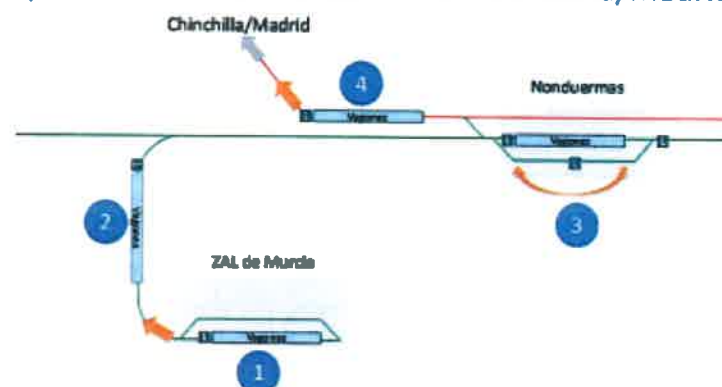 Chinchilla/Madrid
4
Nonduermas
Vagones
Vagones
2
Vagones
3
ZAL de Murcia
Vagones
1